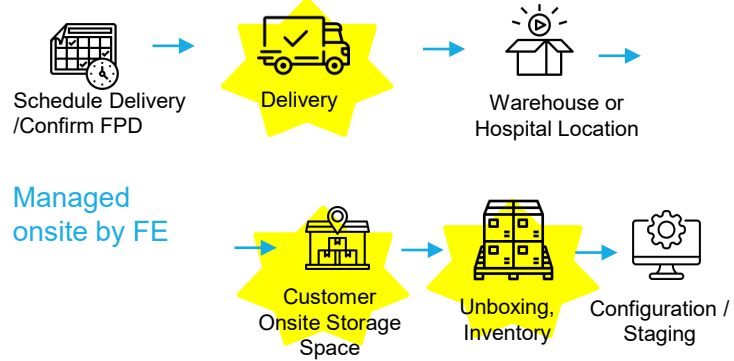 Schedule Delivery
/Confirm FPD
Delivery
Warehouse or
Hospital Location
Managed
onsite by FE
Customer
Onsite Storage
Space
Unboxing,
Inventory
Configuration /
Staging